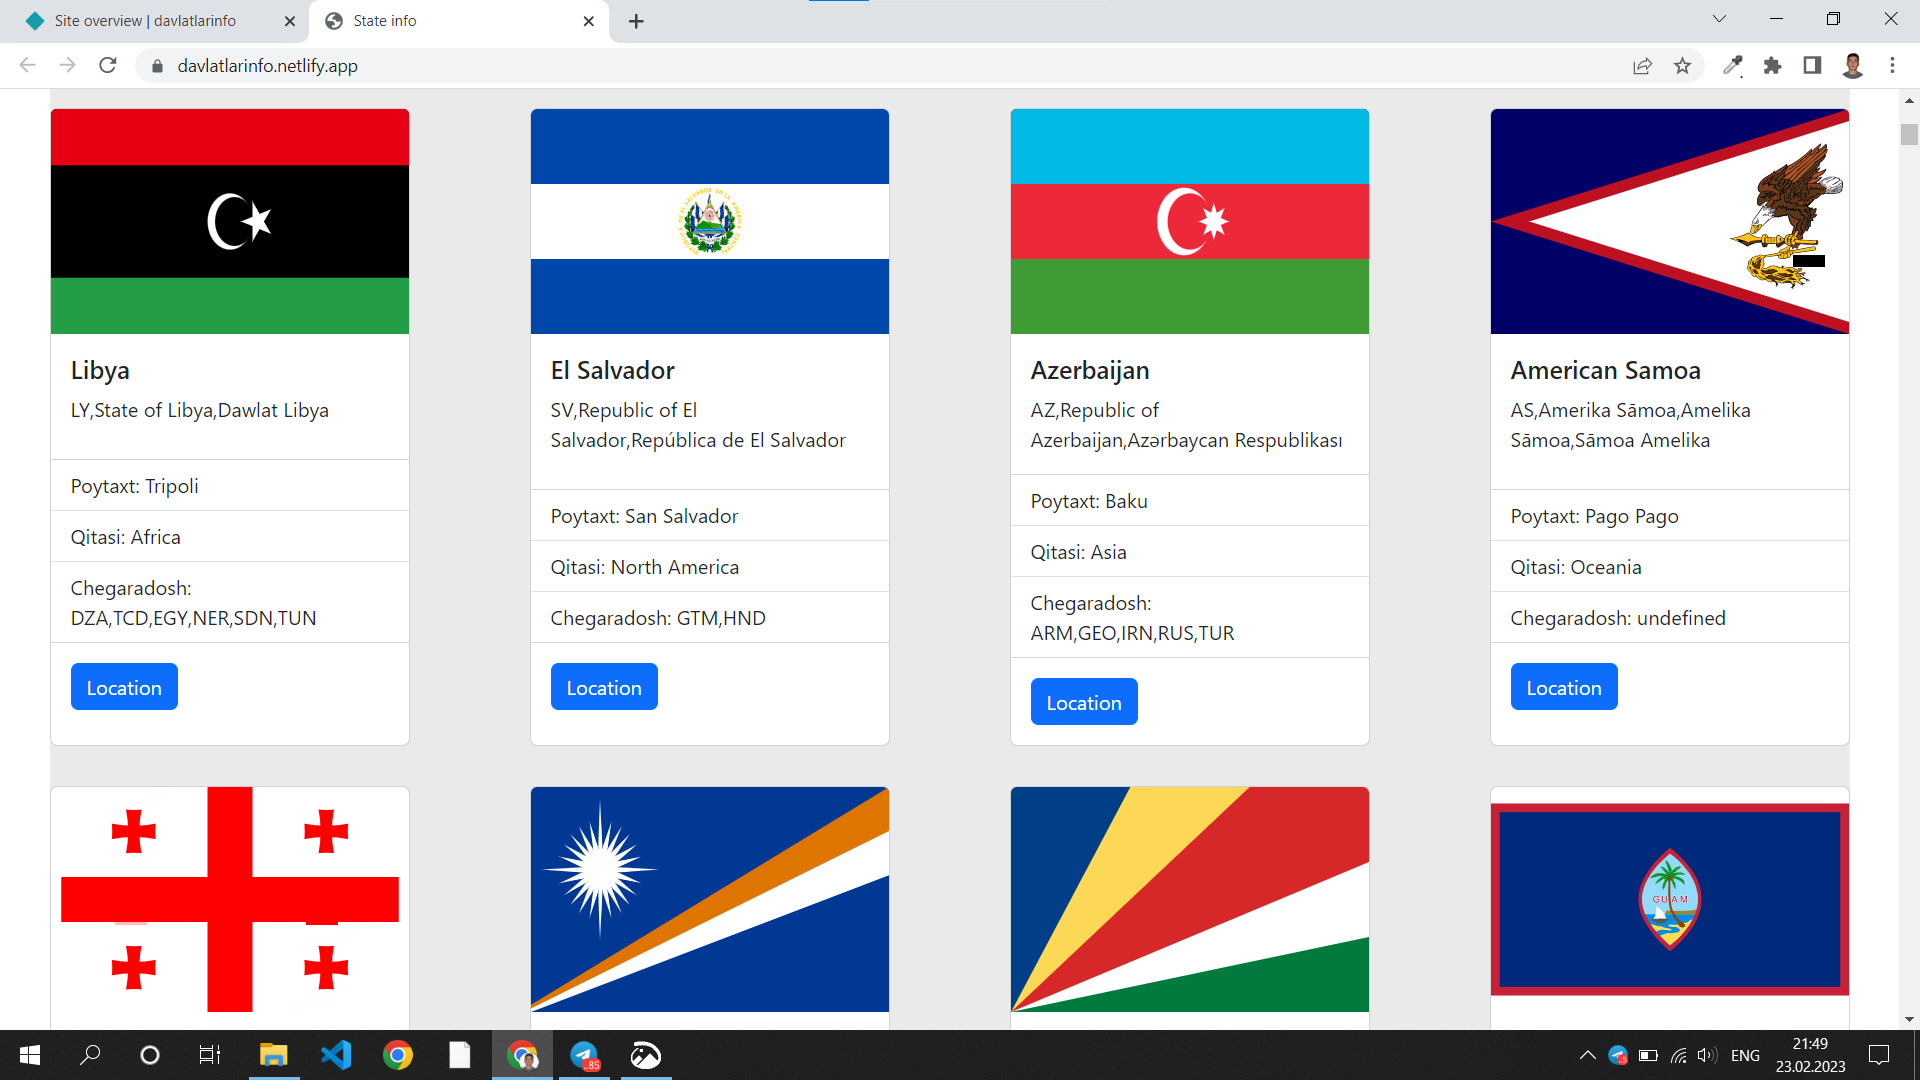 Site overview | davlatlarinfo
State info
davlatlarinfo.netlify.app
Libya
LY,State of Libya,Dawlat Libya
Poytaxt: Tripoli
Qitasi: Africa
Chegaradosh:
DZA,TCD,EGY,NER,SDN,TUN
Location
El Salvador
SV,Republic of El
Salvador,República de El Salvador
Poytaxt: San Salvador
Qitasi: North America
Chegaradosh: GTM,HND
Location
Azerbaijan
AZ,Republic of
Azerbaijan,Azərbaycan Respublikası
Poytaxt: Baku
Qitasi: Asia
Chegaradosh:
ARM,GEO,IRN,RUS,TUR
Location
American Samoa
AS,Amerika Sāmoa,Amelika
Sāmoa,Sāmoa Amelika
Poytaxt: Pago Pago
Qitasi: Oceania
Chegaradosh: undefined
Location
GUAM
ENG
21:49
23.02.2023